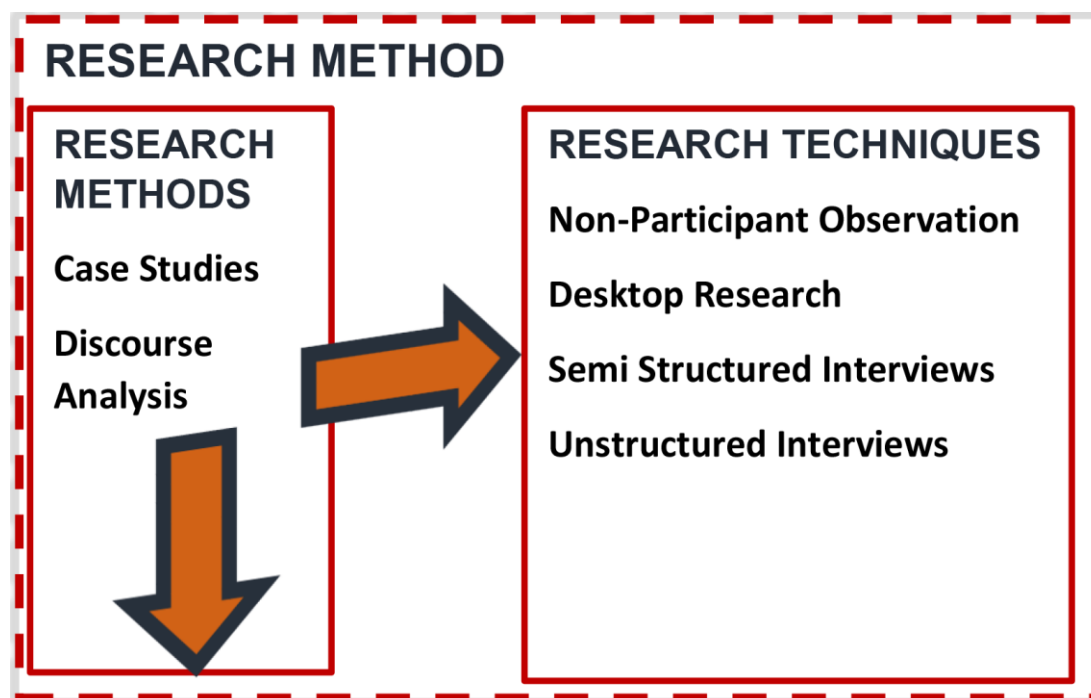 RESEARCH METHOD
RESEARCH
METHODS
Case Studies
Discourse
Analysis
RESEARCH TECHNIQUES
Non-Participant Observation
Desktop Research
Semi Structured Interviews
Unstructured Interviews